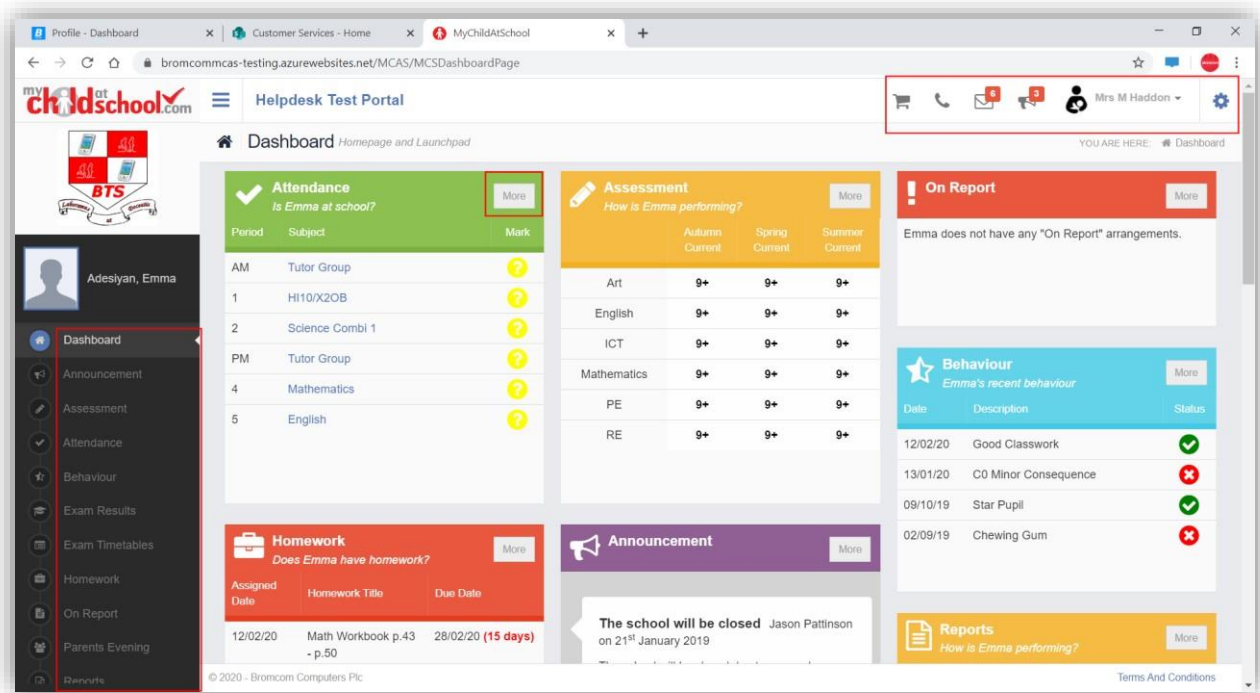 Profile - Dashboard
Customer Services - Home
MyChildAtSchool
bromcommcas-testing.azurewebsites.net/MCAS/MCSDashboardPage
my child at school.com
Helpdesk Test Portal
6
3
Mrs M Haddon
Dashboard Homepage and Launchpad
YOU ARE HERE: Dashboard
BTS
Adesiyan, Emma
Dashboard
Announcement
Assessment
Attendance
Behaviour
Exam Results
Exam Timetables
Homework
On Report
Parents Evening
Reports
Attendance
Is Emma at school?
More
Period Subject Mark
AM Tutor Group ?
1 HI10/X2OB ?
2 Science Combi 1 ?
PM Tutor Group ?
4 Mathematics ?
5 English ?
Assessment
How is Emma performing?
More
Autumn Current Spring Current Summer Current
Art 9+ 9+ 9+
English 9+ 9+ 9+
ICT 9+ 9+ 9+
Mathematics 9+ 9+ 9+
PE 9+ 9+ 9+
RE 9+ 9+ 9+
On Report
More
Emma does not have any "On Report" arrangements.
Behaviour
Emma's recent behaviour
More
Date Description Status
12/02/20 Good Classwork
13/01/20 C0 Minor Consequence
09/10/19 Star Pupil
02/09/19 Chewing Gum
Homework
Does Emma have homework?
More
Assigned Date Homework Title Due Date
12/02/20 Math Workbook p.43 28/02/20 (15 days)
- p.50
Announcement
More
The school will be closed Jason Pattinson
on 21st January 2019
Reports
How is Emma performing?
More
© 2020 - Bromcom Computers Plc
Terms And Conditions